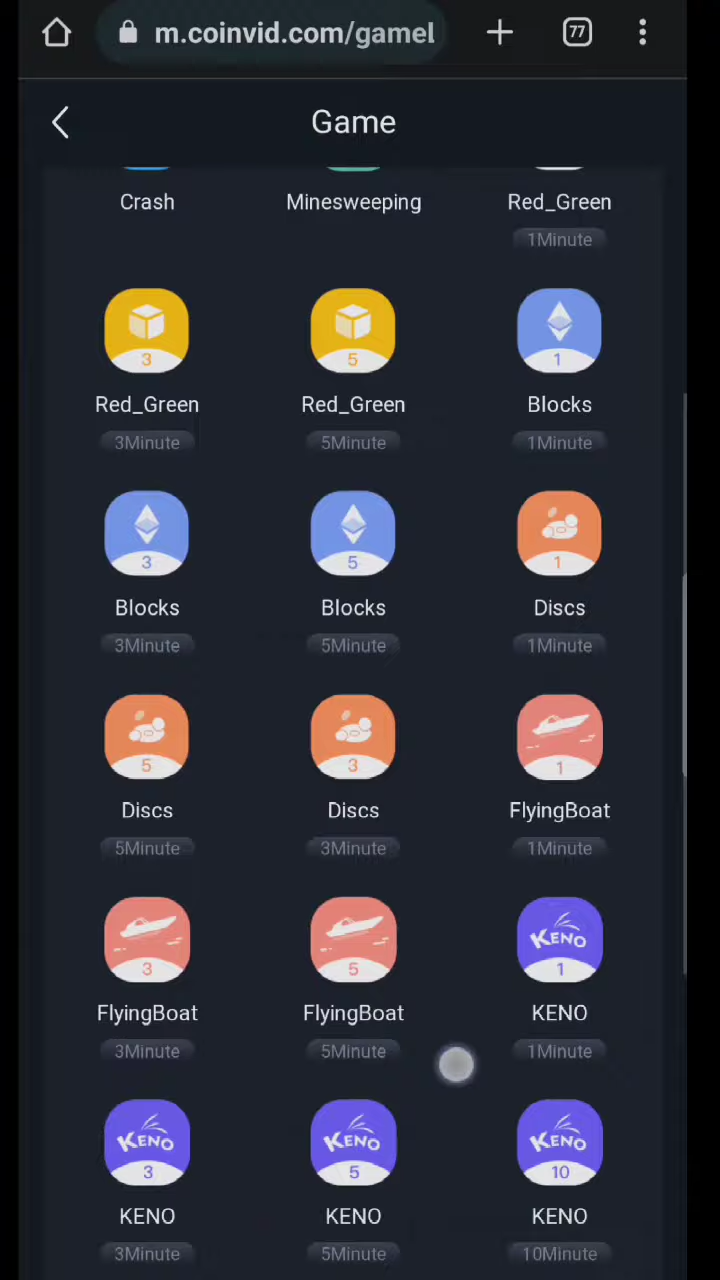 m.coinvid.com/gamel
77
Game
Crash Minesweeping Red_Green
1Minute
3 5 1
Red_Green Red_Green Blocks
3Minute 5Minute 1Minute
3 5 1
Blocks Blocks Discs
3Minute 5Minute 1Minute
5 3 1
Discs Discs FlyingBoat
5Minute 3Minute 1Minute
3 5 KENO 1
FlyingBoat FlyingBoat KENO
3Minute 5Minute 1Minute
KENO 3 KENO 5 KENO 10
KENO KENO KENO
3Minute 5Minute 10Minute